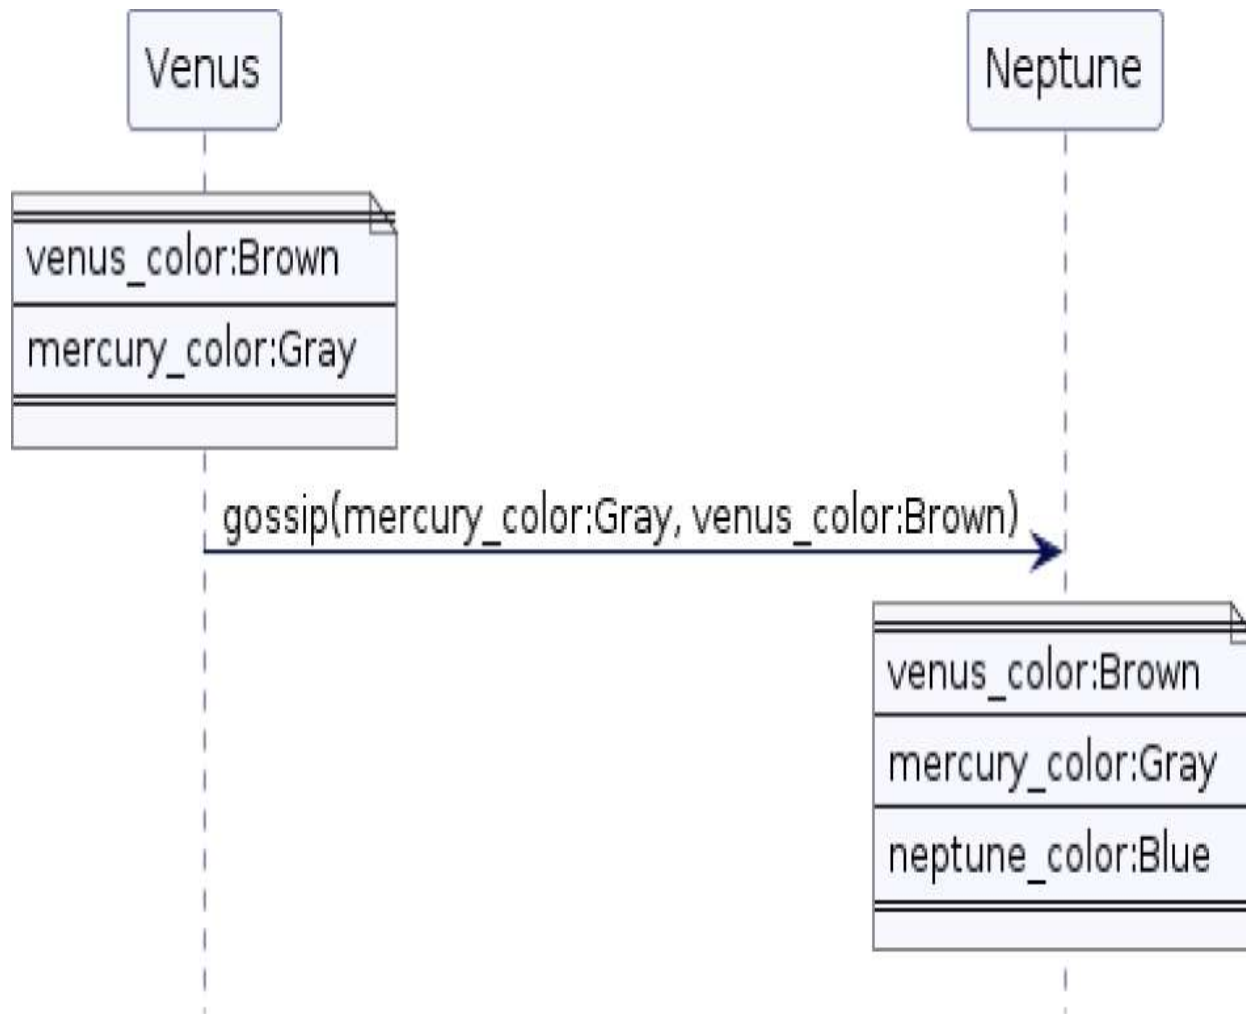 Venus
Neptune
venus_color:Brown
mercury_color:Gray
gossip(mercury_color:Gray, venus_color:Brown)
venus_color:Brown
mercury_color:Gray
neptune_color:Blue